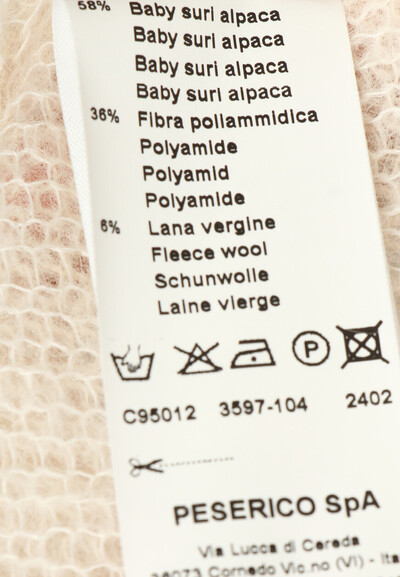 58% Baby suri alpaca
Baby suri alpaca
Baby suri alpaca
Baby suri alpaca
36% Fibra poliammidica
Polyamide
Polyamid
Polyamide
6% Lana vergine
Fleece wool
Schunwolle
Laine vierge
P
C95012 3597-104 2402
PESERICO SpA
Via Lucca di Cereda
36073 Cornedo Vic.no (VI) - Ita